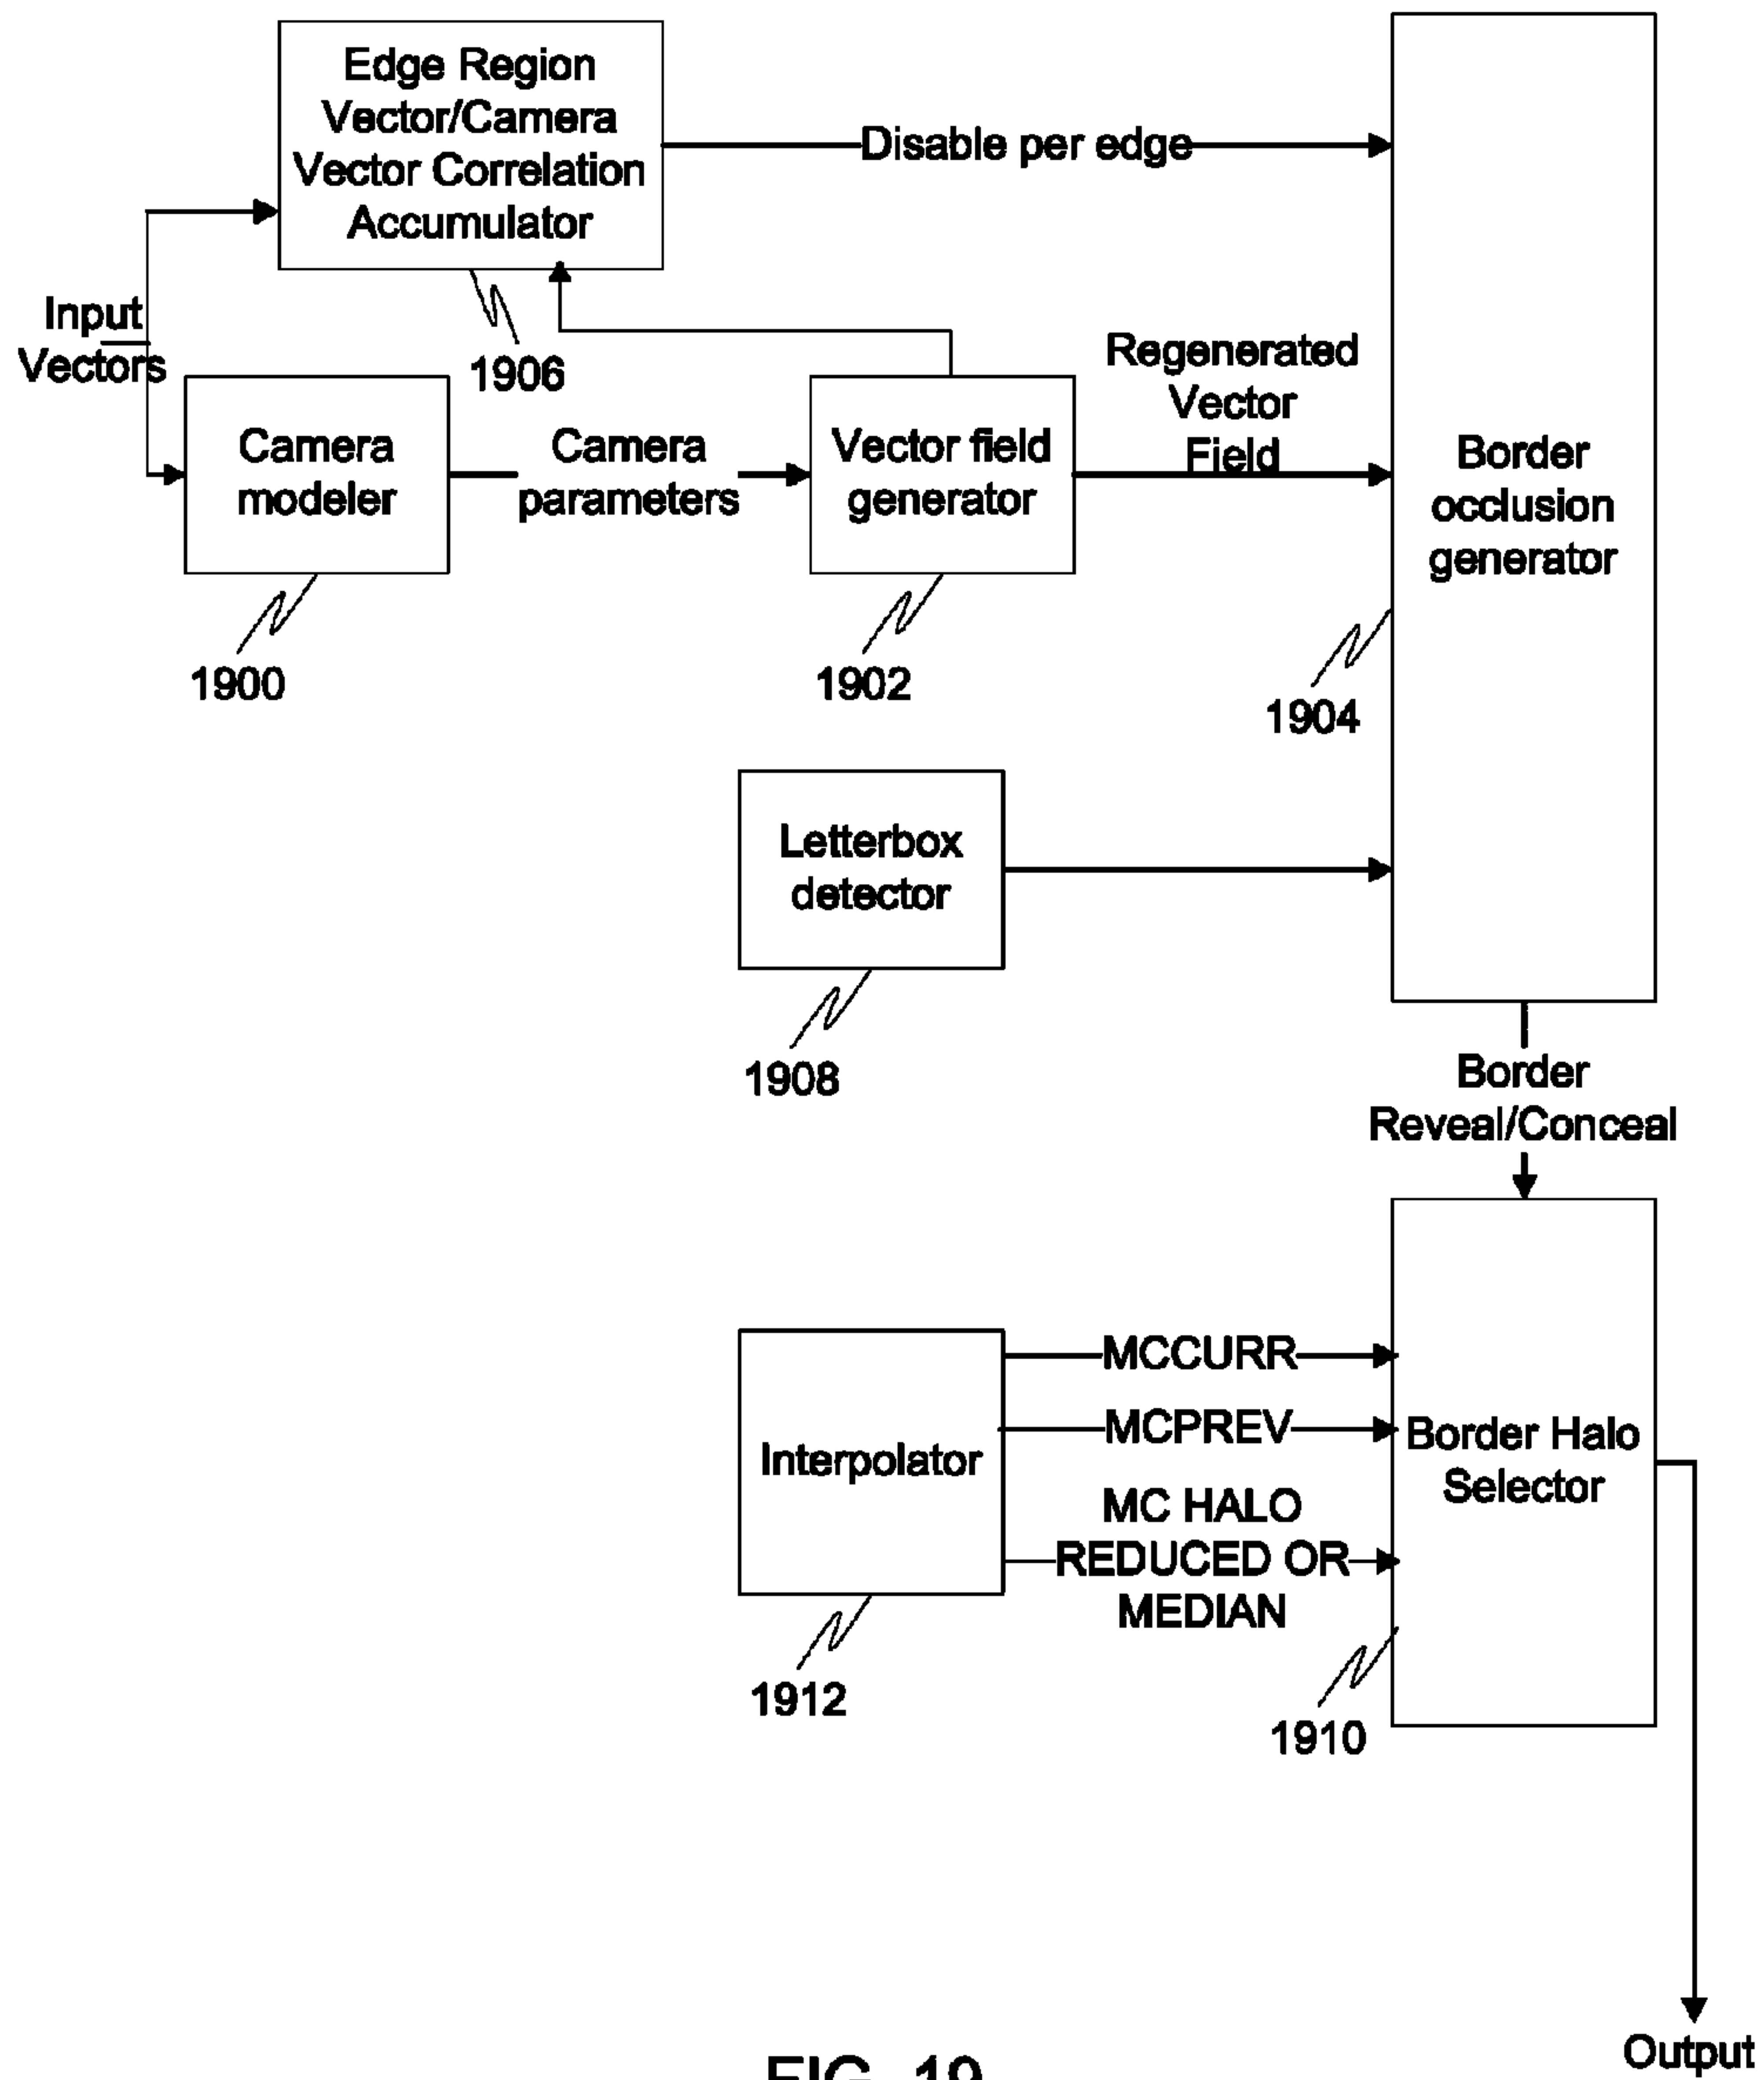 Edge Region
Vector/Camera
Vector Correlation
Accumulator
Disable per edge
Input
Vectors
1906
Camera
modeler
Camera
parameters
Vector field
generator
Regenerated
Vector
Field
Border
occlusion
generator
1900
1902
1904
Letterbox
detector
1908
Border
Reveal/Conceal
Interpolator
MCCURR
MCPREV
MC HALO
REDUCED OR
MEDIAN
Border Halo
Selector
1912
1910
Output
FIG. 19